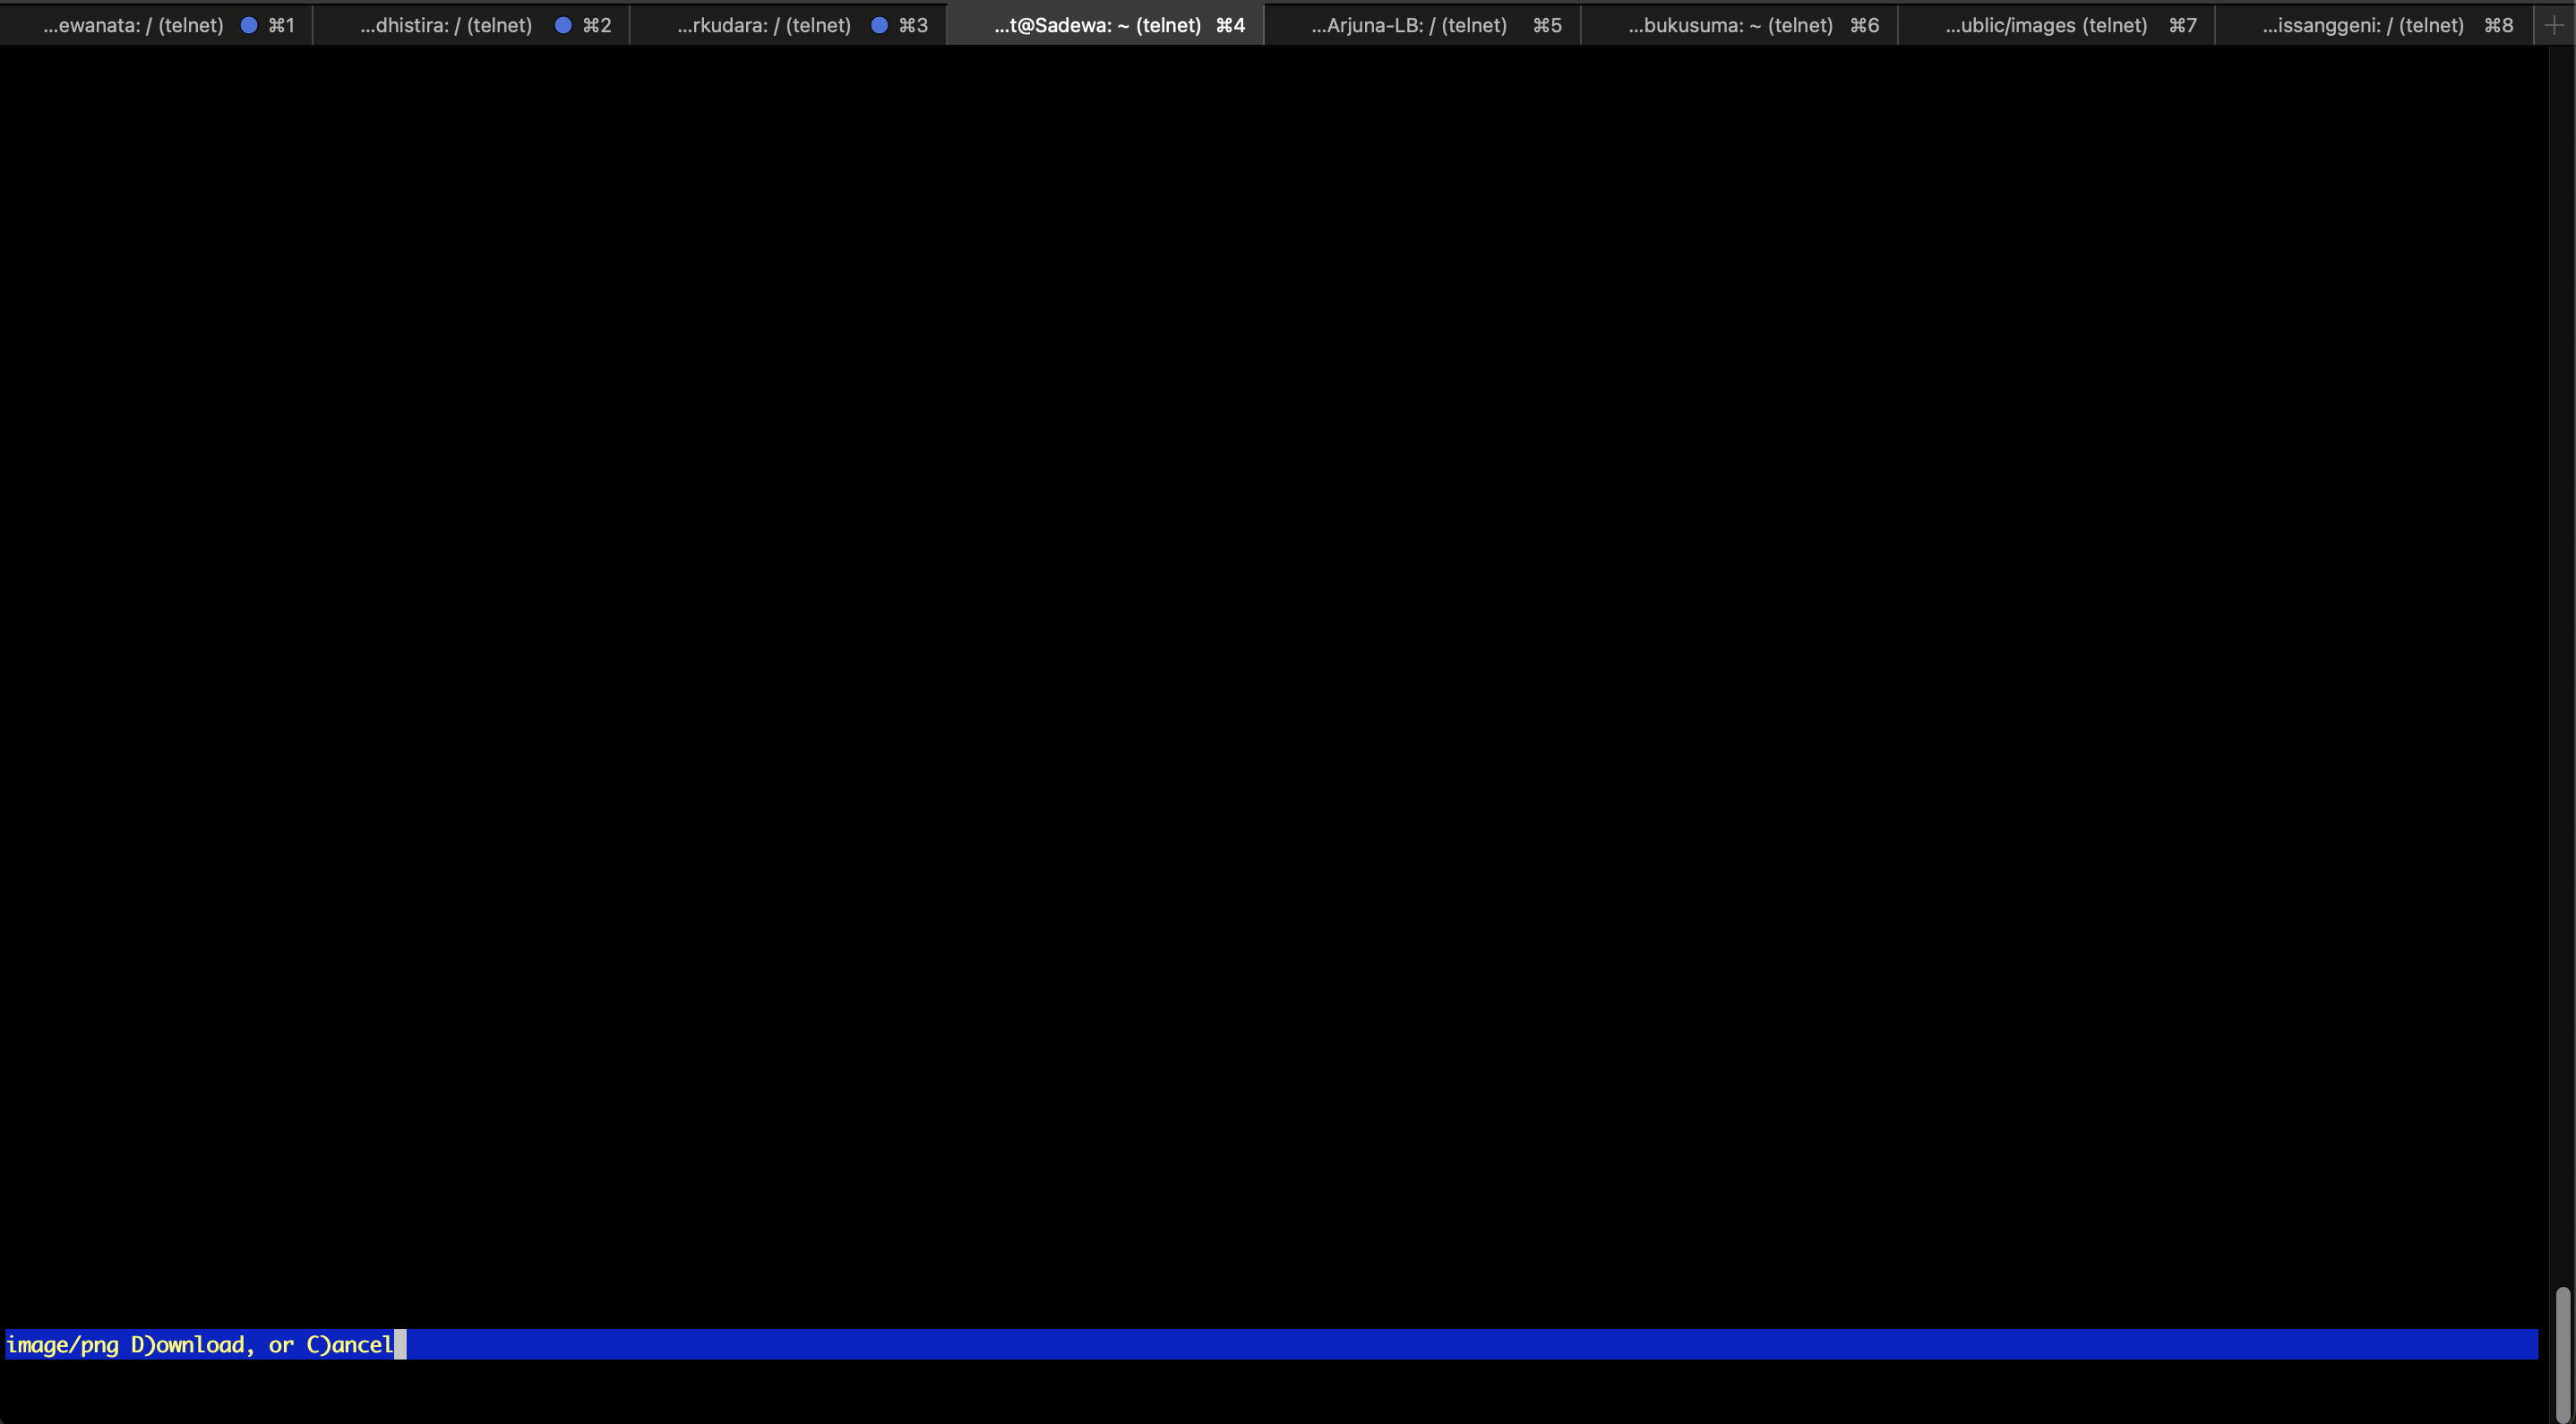 ...ewanata: / (telnet) ⌘1 ...dhistira: / (telnet) ⌘2 ...rkudara: / (telnet) ⌘3 ...t@Sadewa: ~ (telnet) ⌘4 ...Arjuna-LB: / (telnet) ⌘5 ...bukusuma: ~ (telnet) ⌘6 ...ublic/images (telnet) ⌘7 ...issanggeni: / (telnet) ⌘8
image/png D)ownload, or C)ancel